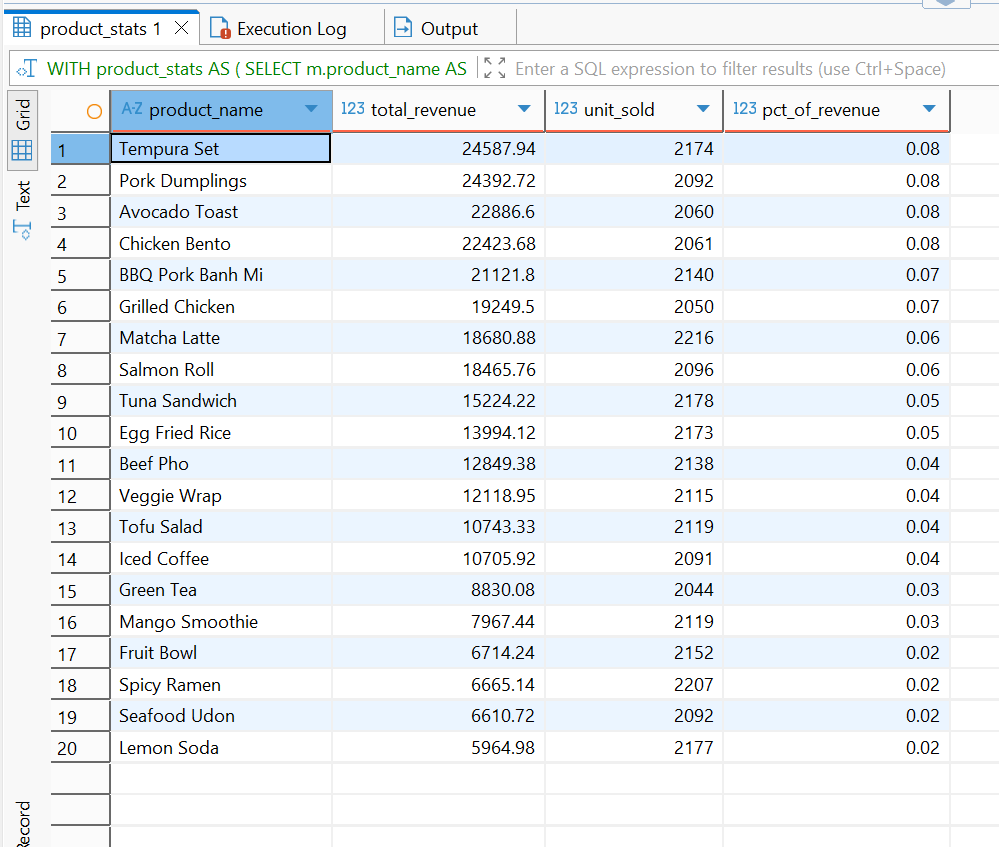 product_stats 1 Execution Log Output
WITH product_stats AS ( SELECT m.product_name AS Enter a SQL expression to filter results (use Ctrl+Space)
Grid
Text
Record
A-Z product_name 123 total_revenue 123 unit_sold 123 pct_of_revenue
1 Tempura Set 24587.94 2174 0.08
2 Pork Dumplings 24392.72 2092 0.08
3 Avocado Toast 22886.6 2060 0.08
4 Chicken Bento 22423.68 2061 0.08
5 BBQ Pork Banh Mi 21121.8 2140 0.07
6 Grilled Chicken 19249.5 2050 0.07
7 Matcha Latte 18680.88 2216 0.06
8 Salmon Roll 18465.76 2096 0.06
9 Tuna Sandwich 15224.22 2178 0.05
10 Egg Fried Rice 13994.12 2173 0.05
11 Beef Pho 12849.38 2138 0.04
12 Veggie Wrap 12118.95 2115 0.04
13 Tofu Salad 10743.33 2119 0.04
14 Iced Coffee 10705.92 2091 0.04
15 Green Tea 8830.08 2044 0.03
16 Mango Smoothie 7967.44 2119 0.03
17 Fruit Bowl 6714.24 2152 0.02
18 Spicy Ramen 6665.14 2207 0.02
19 Seafood Udon 6610.72 2092 0.02
20 Lemon Soda 5964.98 2177 0.02